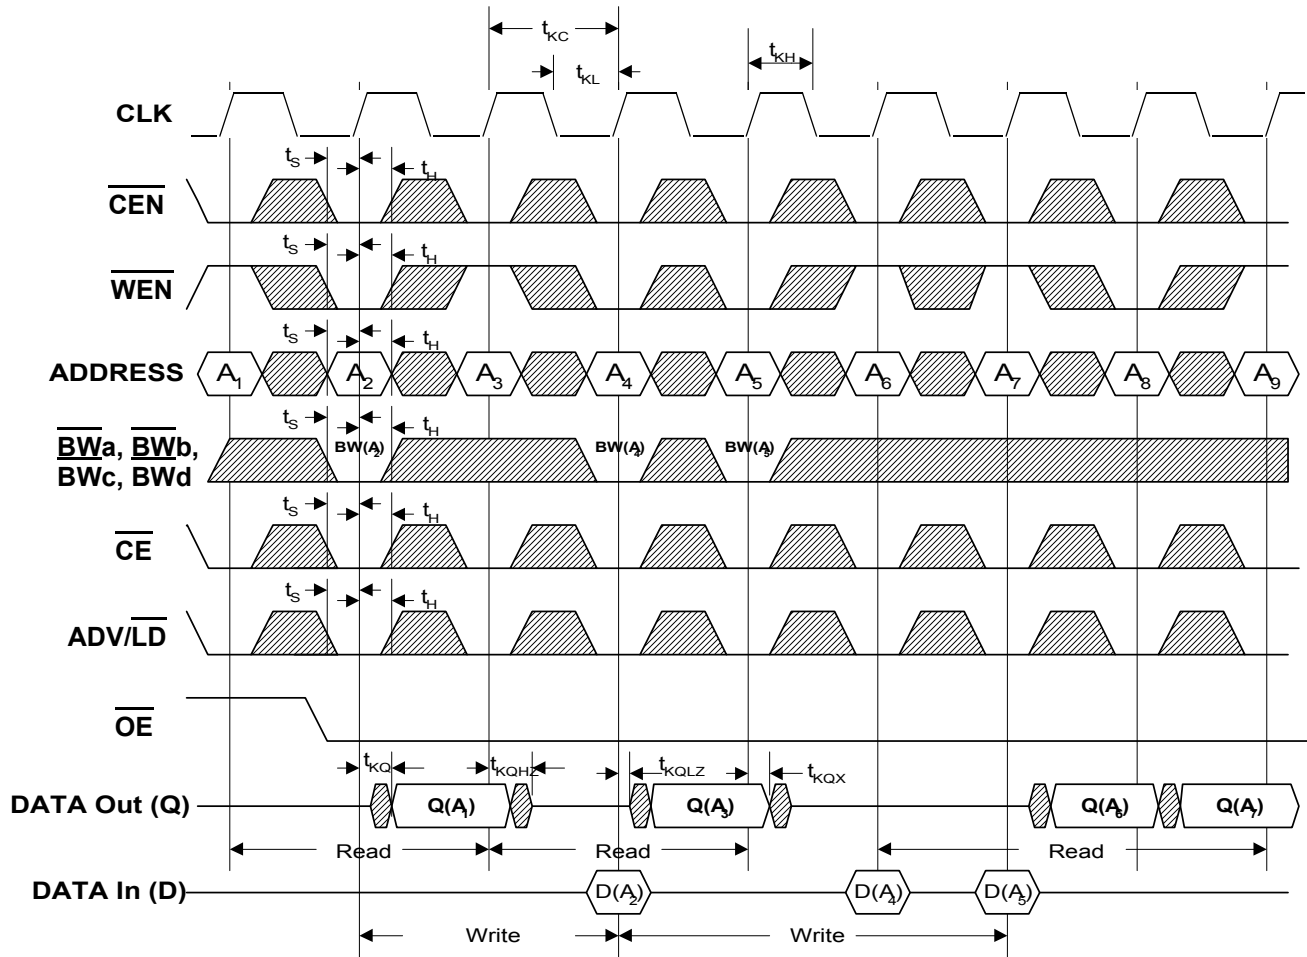 tKC
tKH
tKL
CLK
tS
tH
CEN
tS
tH
WEN
tS
tH
ADDRESS A1 A2 A3 A4 A5 A6 A7 A8 A9
tS
tH
BWa, BWb,
BWc, BWd
BW(A2) BW(A4) BW(A5)
tS
tH
CE
tS
tH
ADV/LD
OE
tKQ tKQHZ tKQLZ tKQX
DATA Out (Q) Q(A1) Q(A3) Q(A6) Q(A7)
Read Read Read
DATA In (D) D(A2) D(A4) D(A5)
Write Write